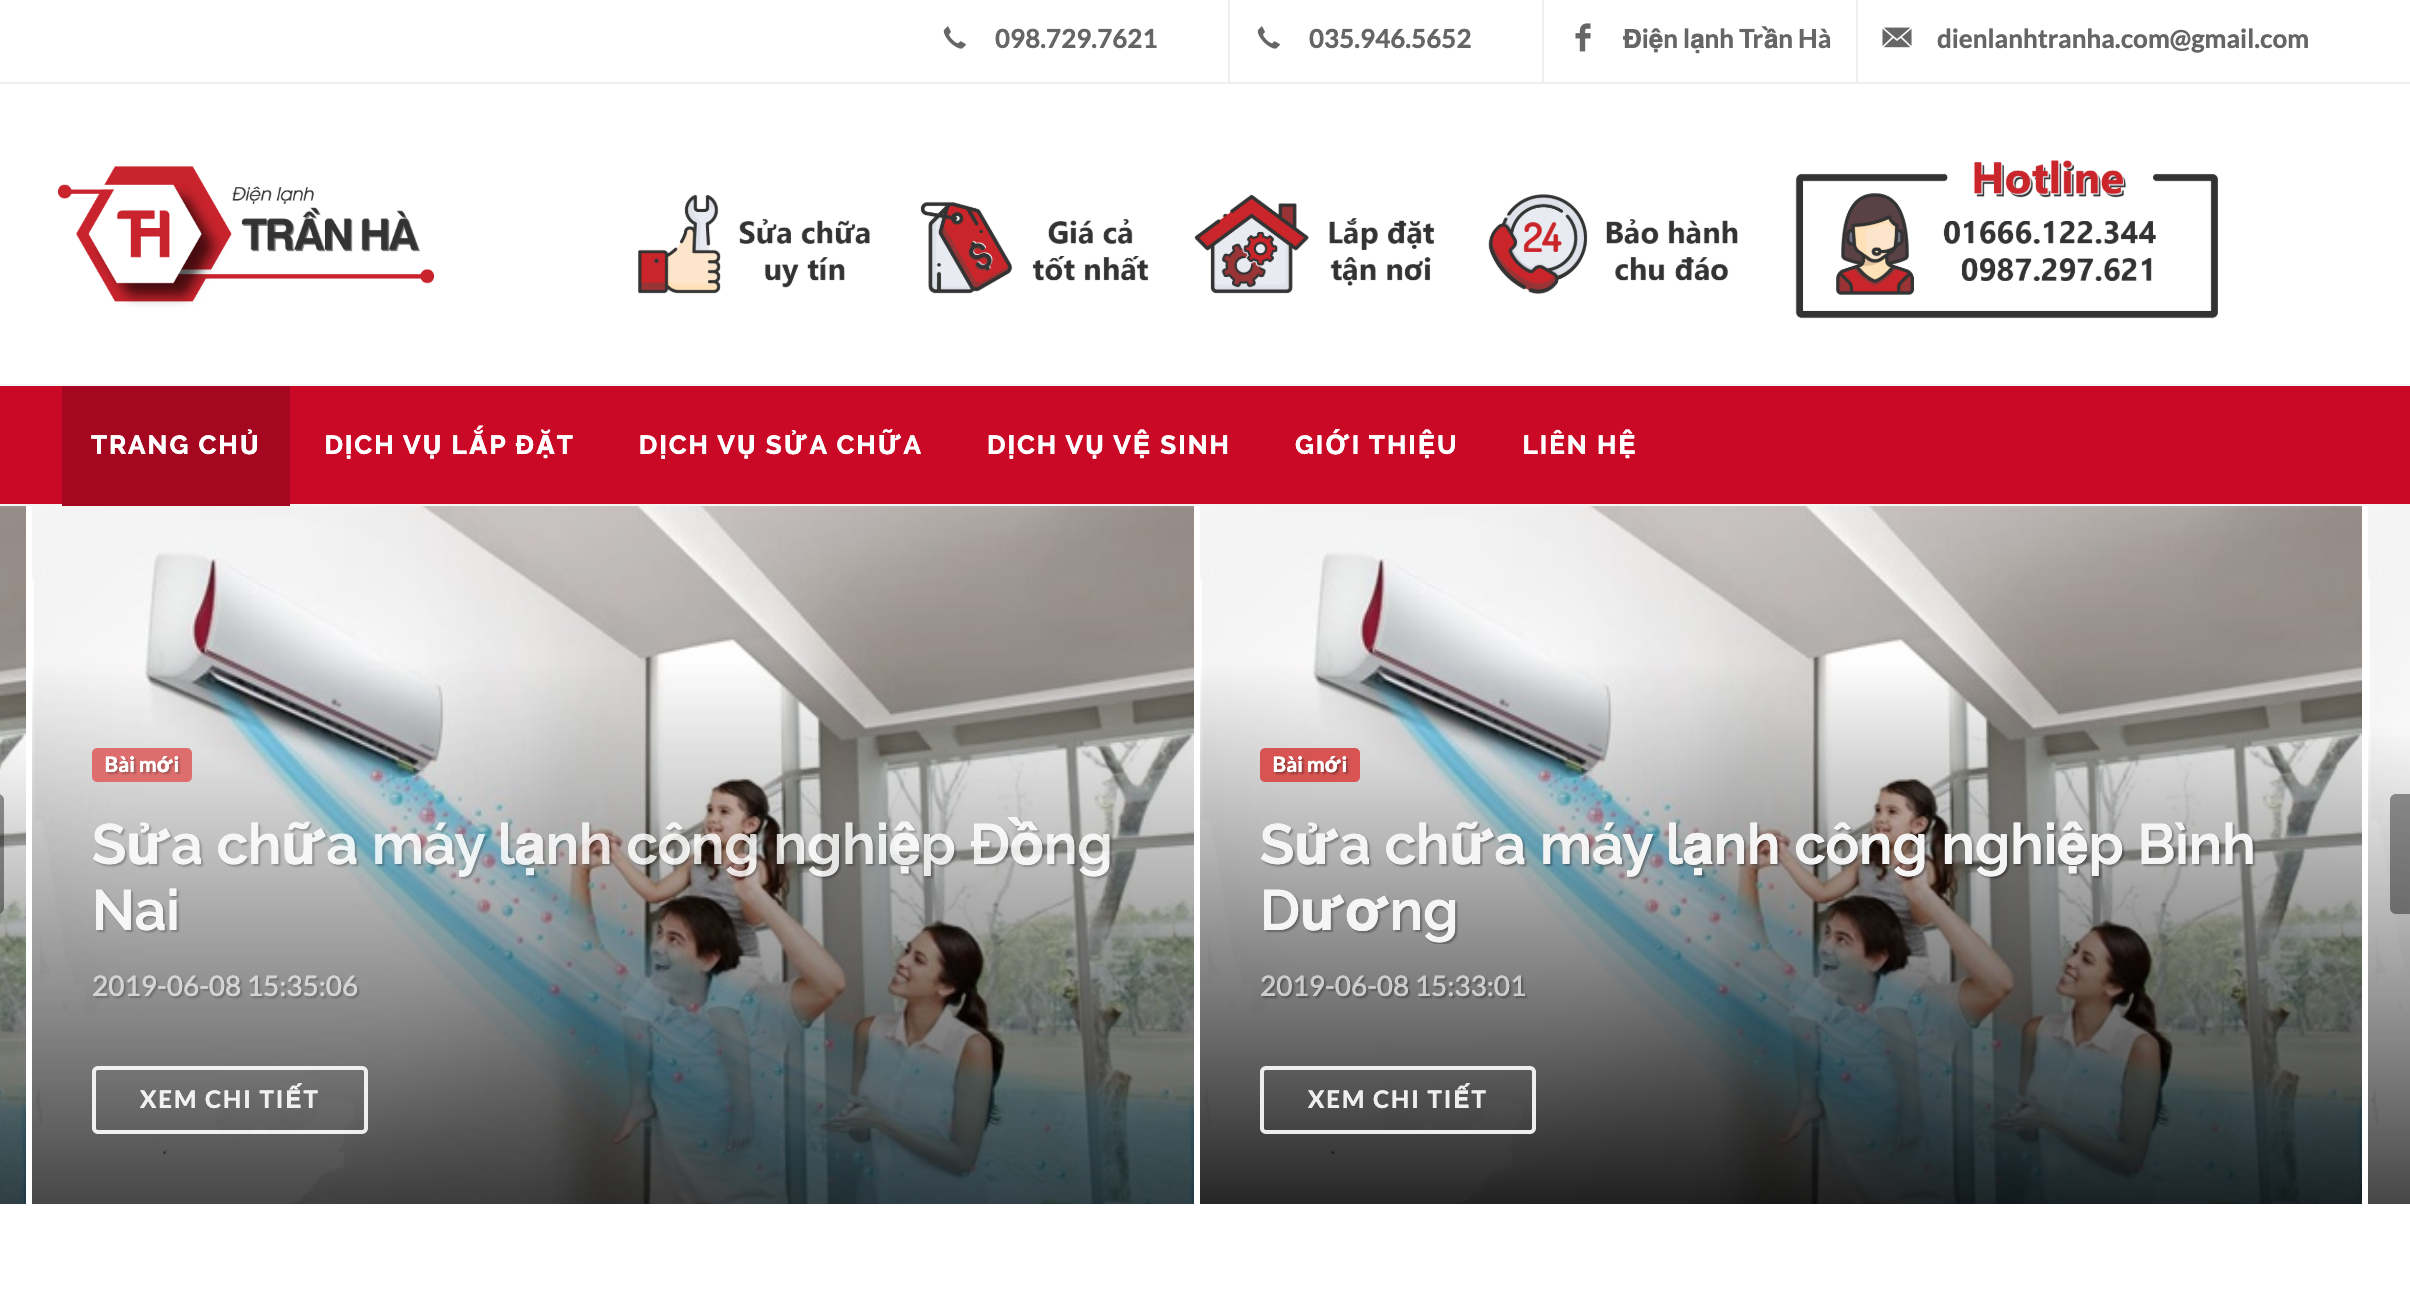 098.729.7621
035.946.5652
Điện lạnh Trần Hà
dienlanhtranha.com@gmail.com
TH
Điện lạnh
TRẦN HÀ
Sửa chữa
uy tín
$
Giá cả
tốt nhất
Lắp đặt
tận nơi
24
Bảo hành
chu đáo
Hotline
01666.122.344
0987.297.621
TRANG CHỦ
DỊCH VỤ LẮP ĐẶT
DỊCH VỤ SỬA CHỮA
DỊCH VỤ VỆ SINH
GIỚI THIỆU
LIÊN HỆ
Bài mới
Sửa chữa máy lạnh công nghiệp Đồng
Nai
2019-06-08 15:35:06
XEM CHI TIẾT
Bài mới
Sửa chữa máy lạnh công nghiệp Bình
Dương
2019-06-08 15:33:01
XEM CHI TIẾT